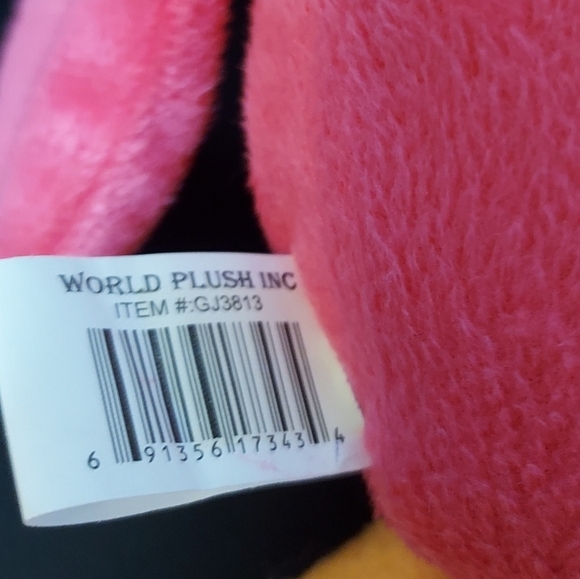 WORLD PLUSH INC
ITEM #:GJ3813
6 91356 17343 4